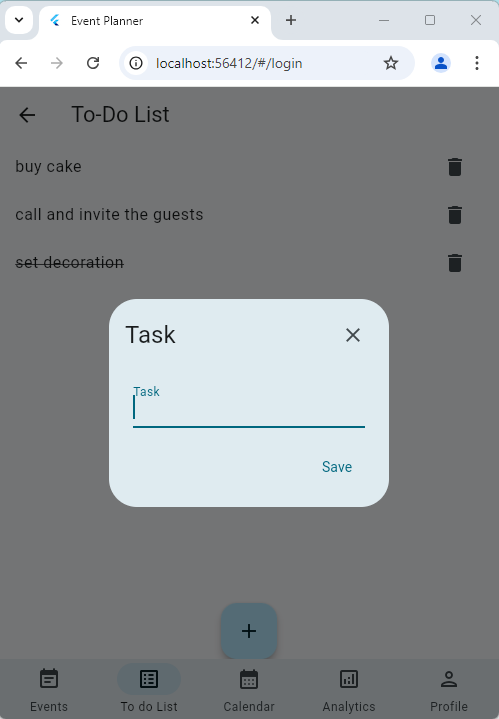 Event Planner
localhost:56412/#/login
To-Do List
buy cake
call and invite the guests
set decoration
Task
Task
Save
Events To do List Calendar Analytics Profile